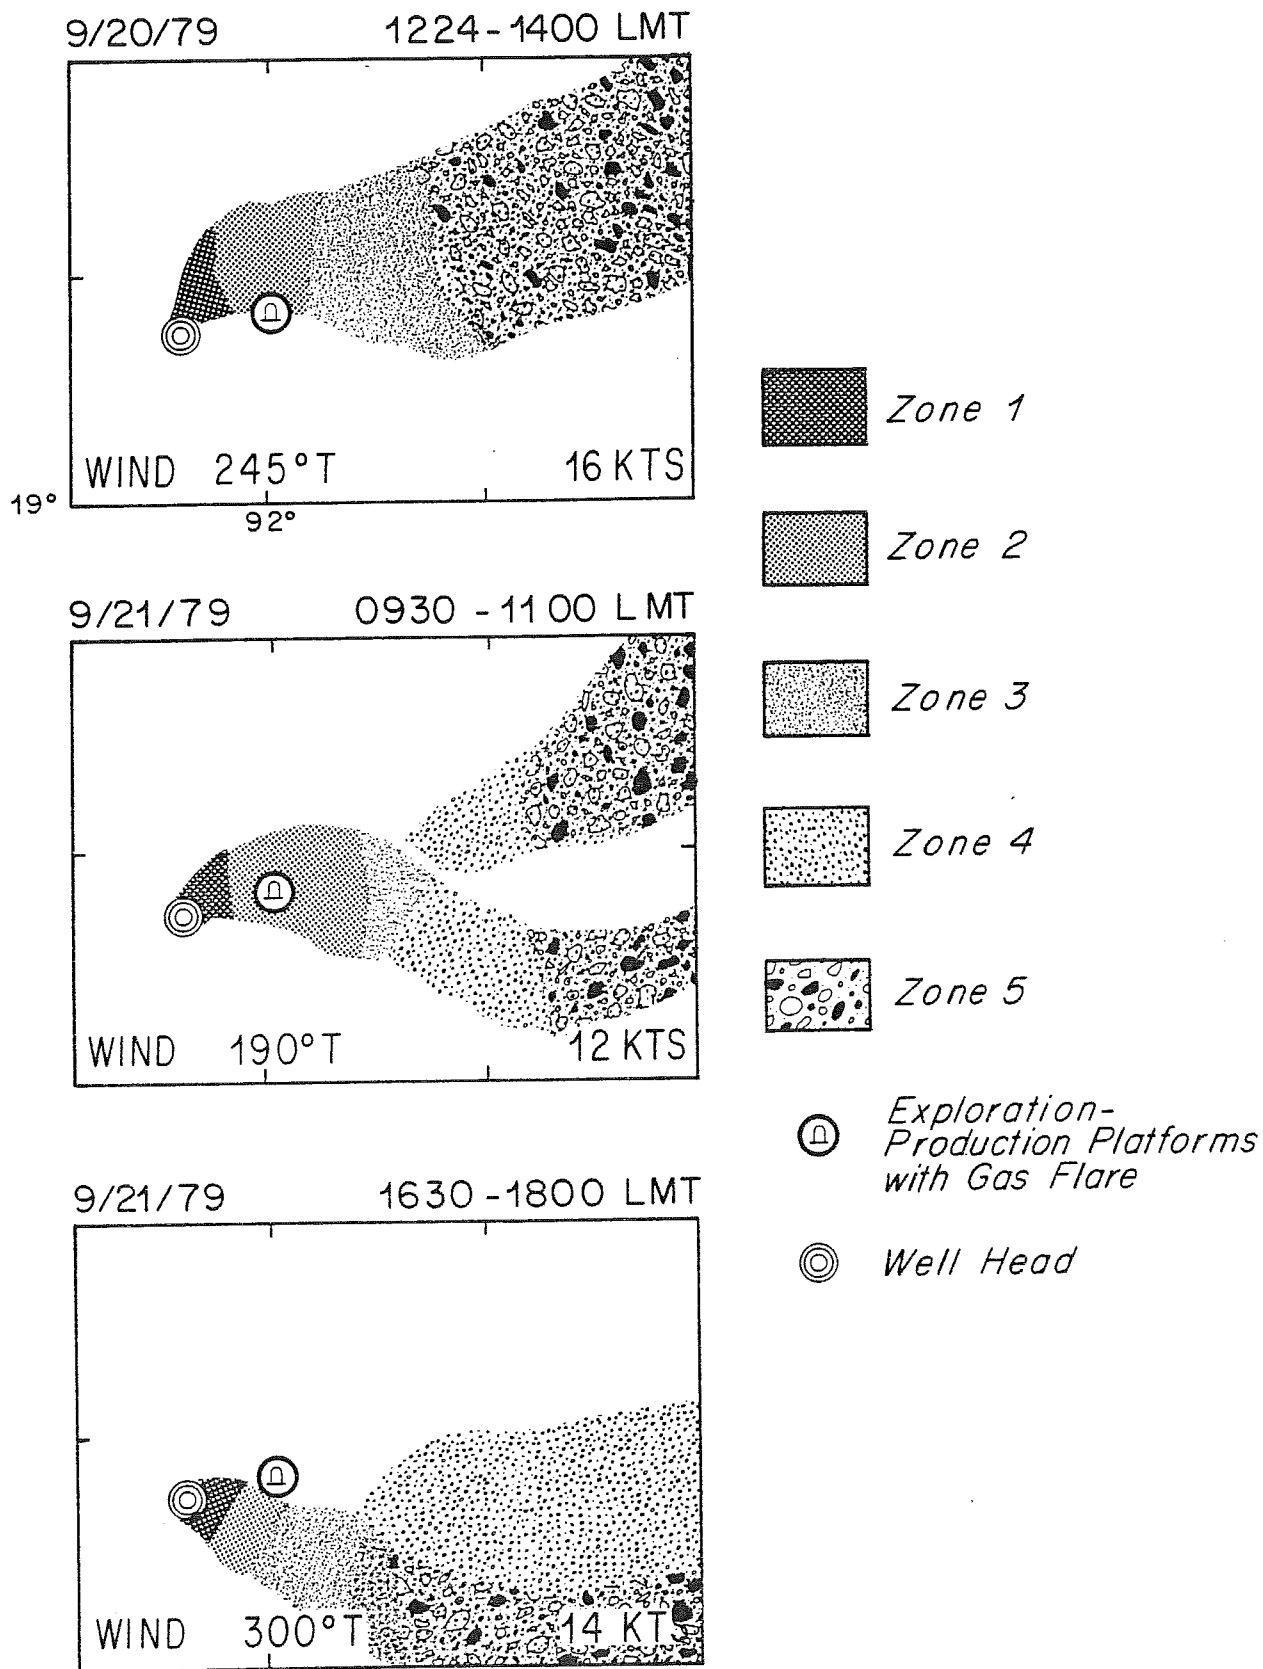 9/20/79 1224-1400 LMT
WIND 245°T 16 KTS
19°
92°
9/21/79 0930-1100 LMT
WIND 190°T 12 KTS
9/21/79 1630-1800 LMT
WIND 300°T 14 KTS
Zone 1
Zone 2
Zone 3
Zone 4
Zone 5
Exploration-
Production Platforms
with Gas Flare
Well Head